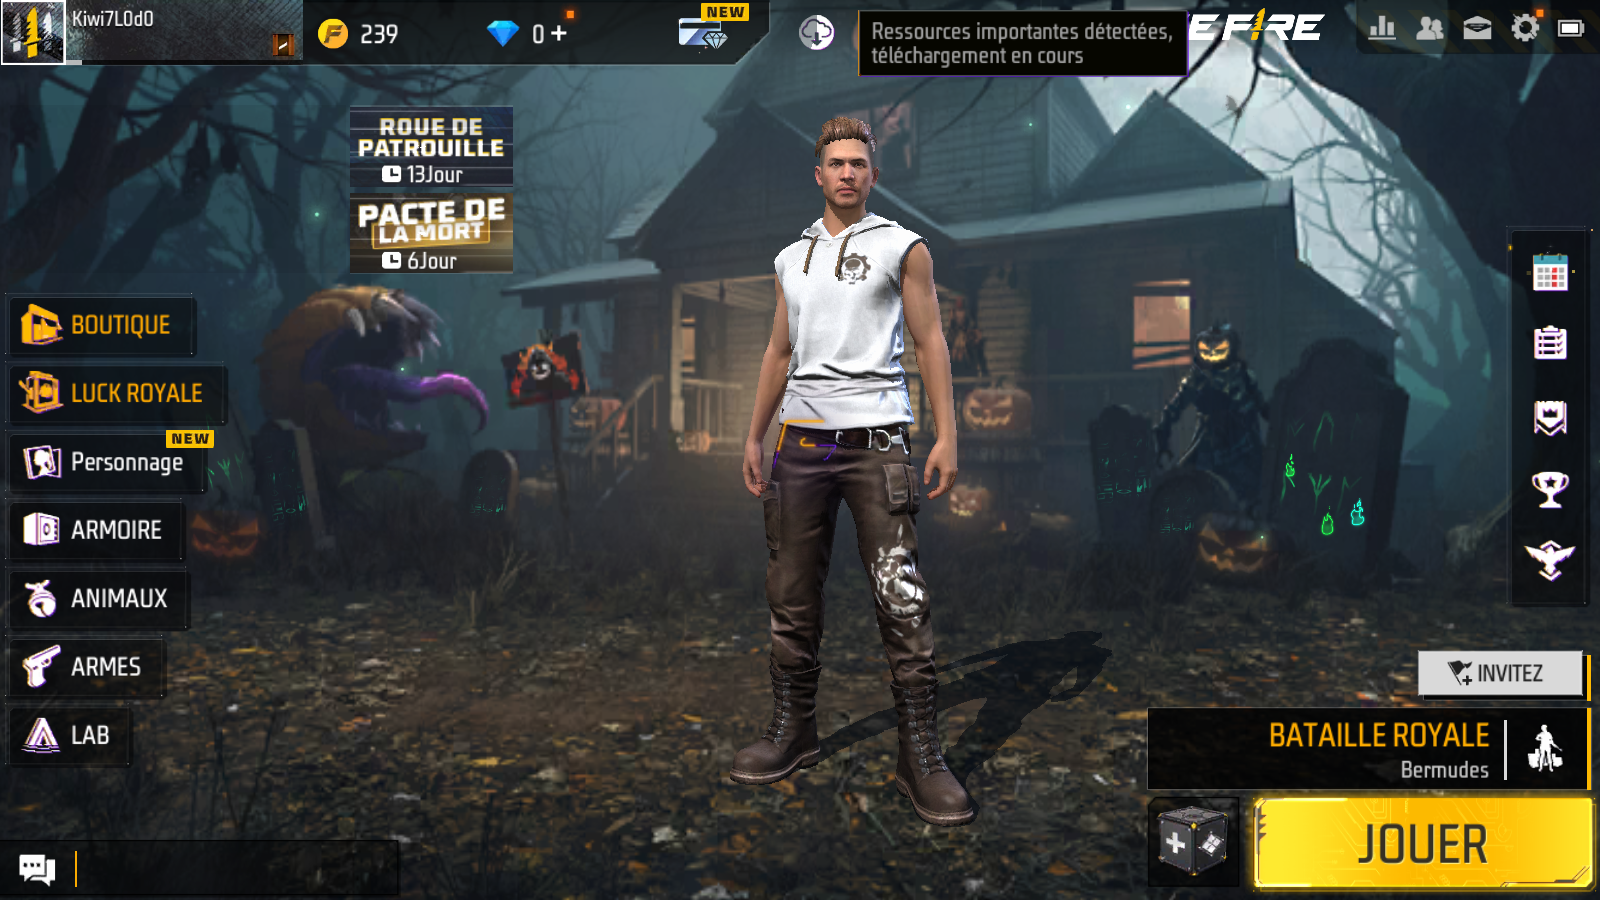 Kiwi7L0d0
239
0 +
NEW
Ressources importantes détectées,
téléchargement en cours
E FIRE
ROUE DE
PATROUILLE
13Jour
PACTE DE
LA MORT
6Jour
BOUTIQUE
LUCK ROYALE
NEW
Personnage
ARMOIRE
ANIMAUX
ARMES
LAB
INVITEZ
BATAILLE ROYALE
Bermudes
JOUER